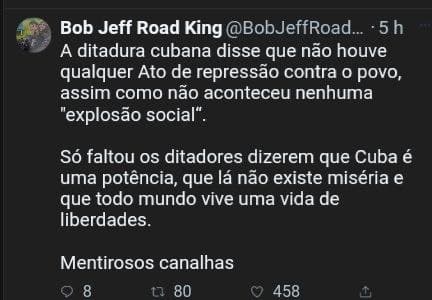 Bob Jeff Road King @BobJeffRoad... · 5 h
A ditadura cubana disse que não houve
qualquer Ato de repressão contra o povo,
assim como não aconteceu nenhuma
"explosão social“.
Só faltou os ditadores dizerem que Cuba é
uma potência, que lá não existe miséria e
que todo mundo vive uma vida de
liberdades.
Mentirosos canalhas
8 80 458